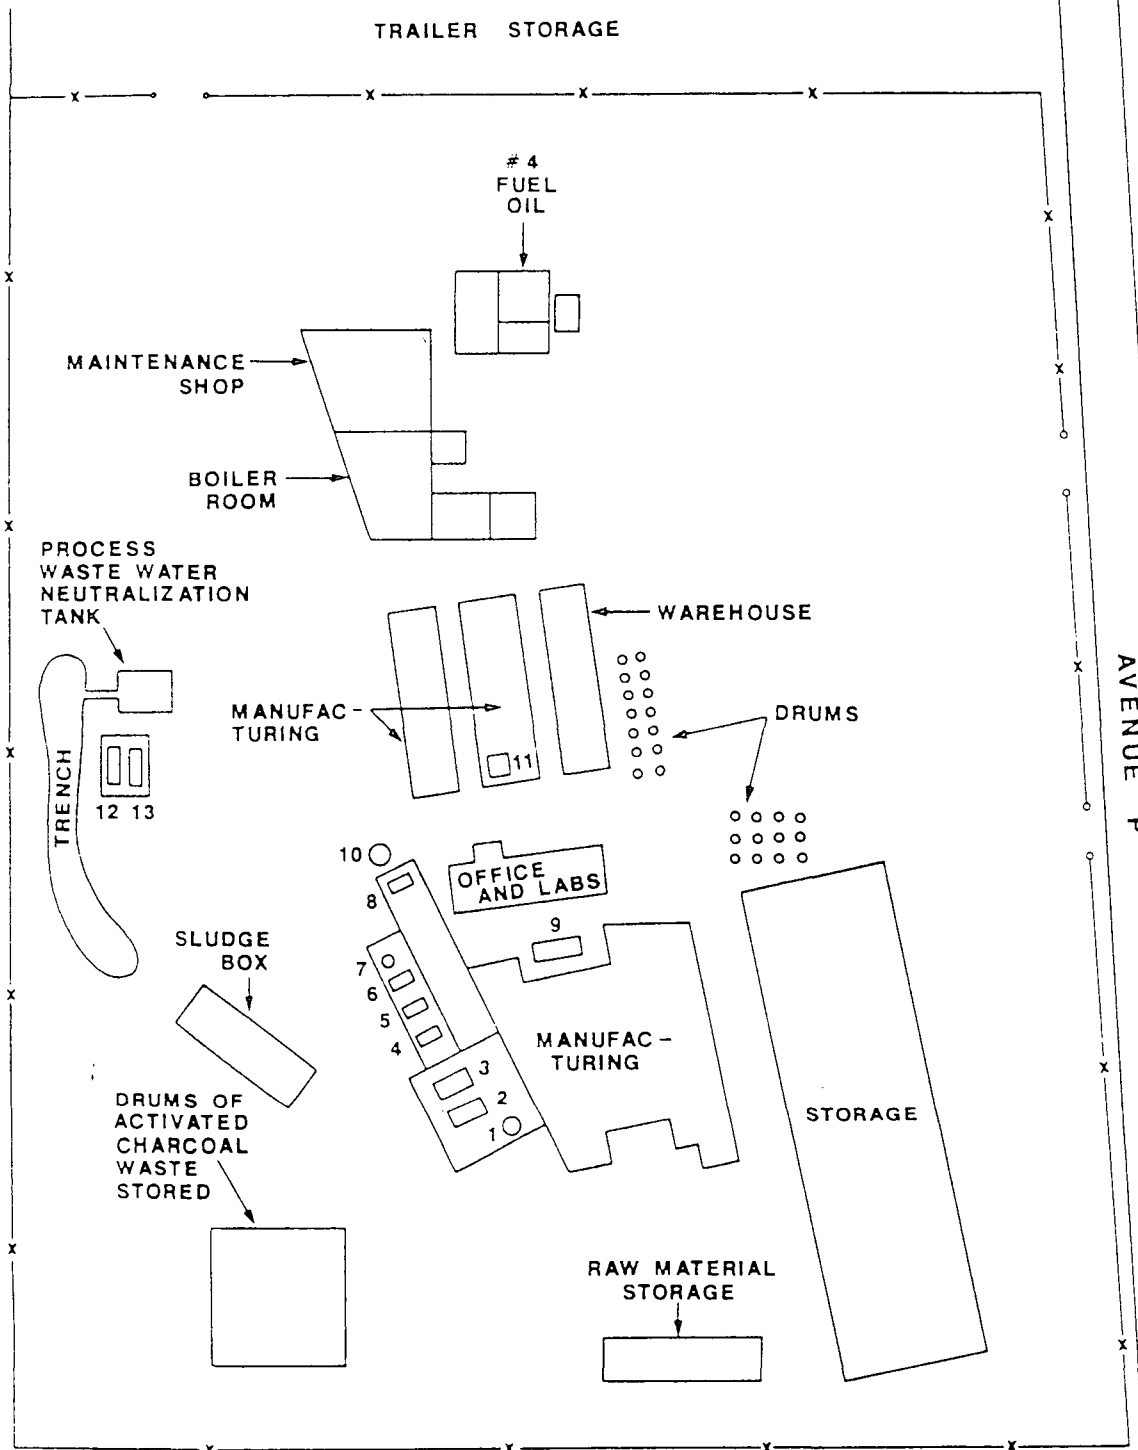 TRAILER STORAGE
# 4
FUEL
OIL
MAINTENANCE
SHOP
BOILER
ROOM
PROCESS
WASTE WATER
NEUTRALIZATION
TANK
WAREHOUSE
MANUFAC-
TURING
DRUMS
AVENUE P
11
TRENCH
12 13
10
8
OFFICE
AND LABS
9
SLUDGE
BOX
7
6
5
4
MANUFAC-
TURING
3
2
1
STORAGE
DRUMS OF
ACTIVATED
CHARCOAL
WASTE
STORED
RAW MATERIAL
STORAGE